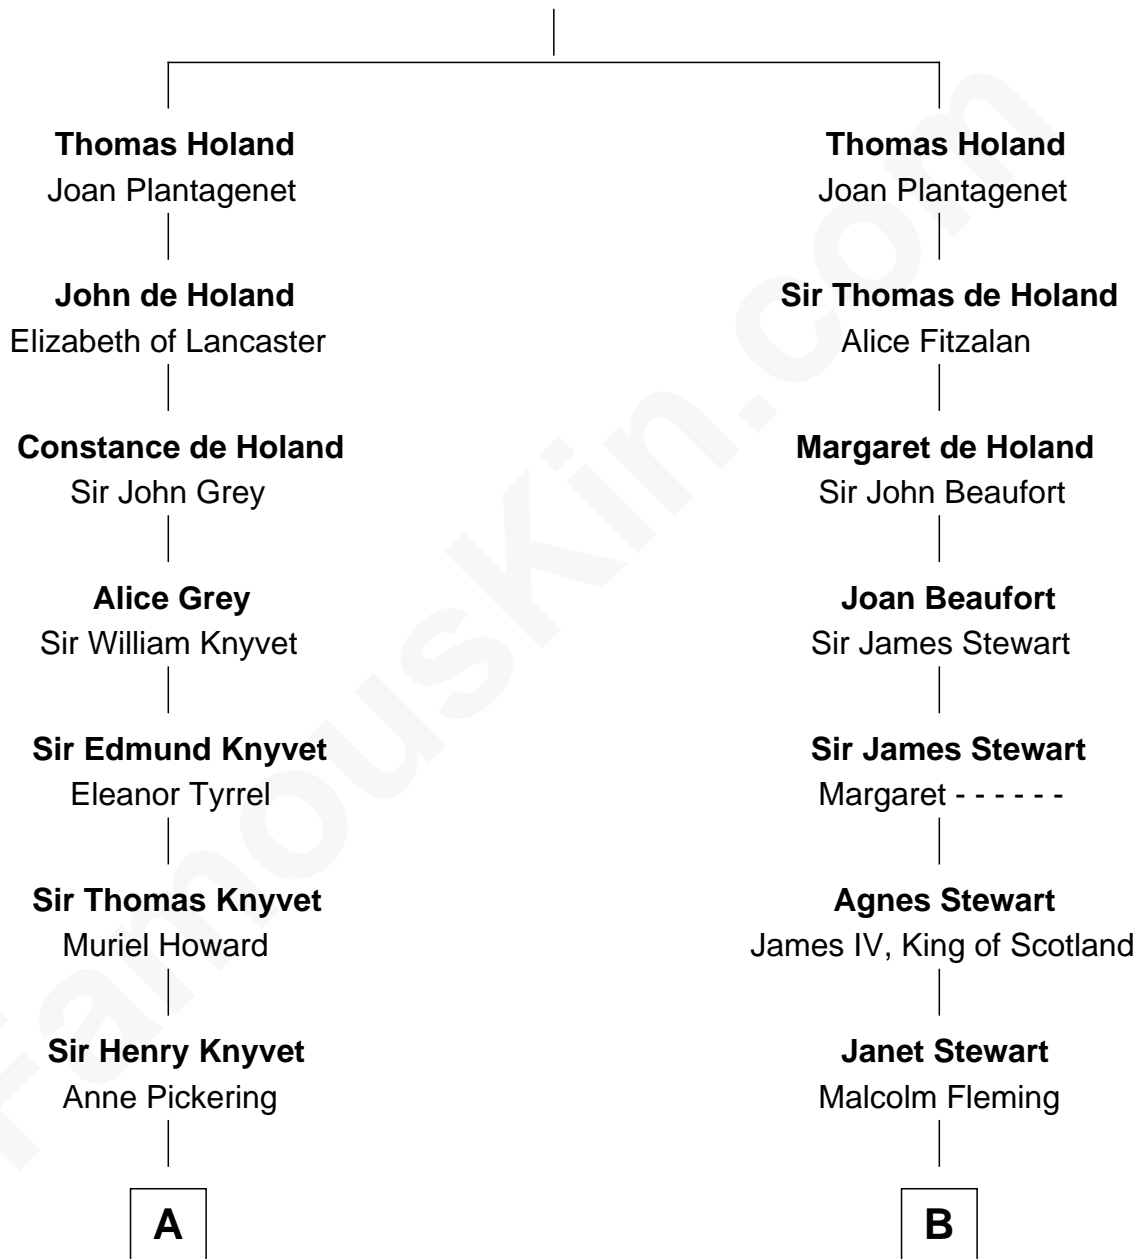 Thomas Holand
Joan Plantagenet
John de Holand
Elizabeth of Lancaster
Constance de Holand
Sir John Grey
Alice Grey
Sir William Knyvet
Sir Edmund Knyvet
Eleanor Tyrrel
Sir Thomas Knyvet
Muriel Howard
Sir Henry Knyvet
Anne Pickering
A
Thomas Holand
Joan Plantagenet
Sir Thomas de Holand
Alice Fitzalan
Margaret de Holand
Sir John Beaufort
Joan Beaufort
Sir James Stewart
Sir James Stewart
Margaret - - - - - -
Agnes Stewart
James IV, King of Scotland
Janet Stewart
Malcolm Fleming
B
FamousKin.com